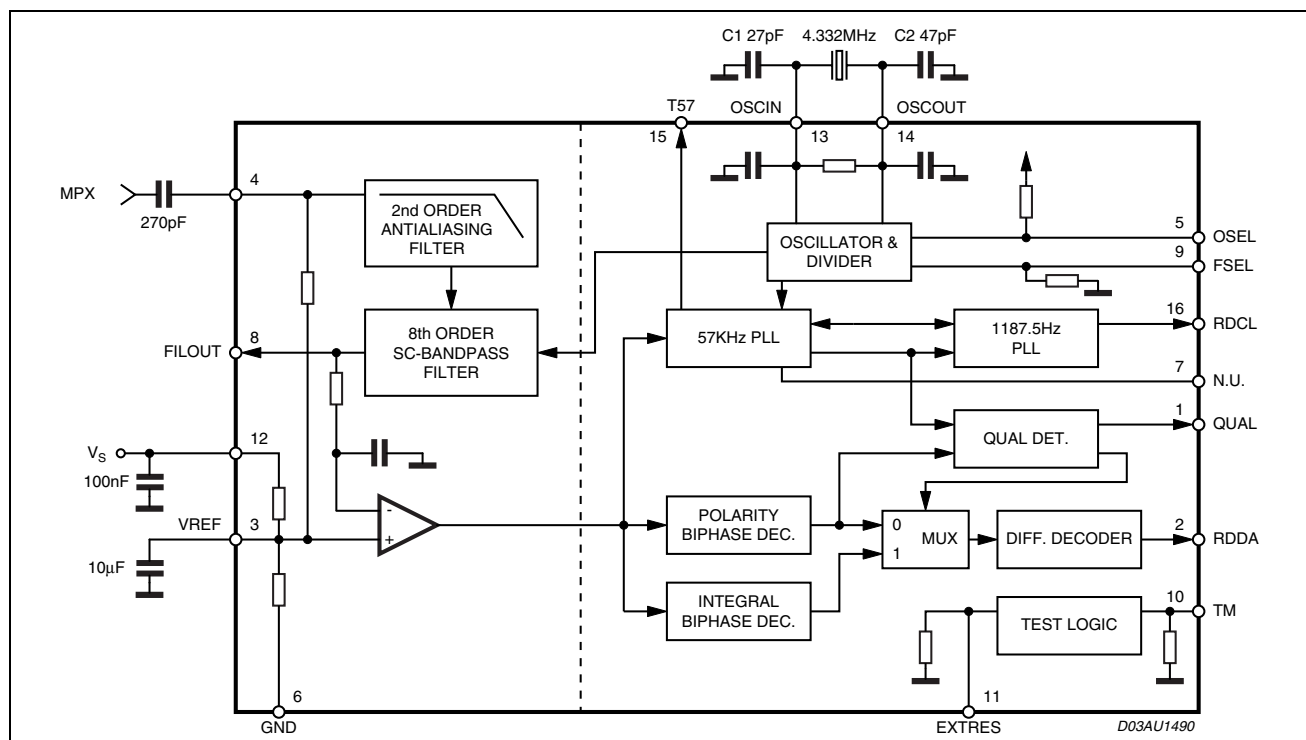 C1 27pF
4.332MHz
C2 47pF
T57
OSCIN
OSCOUT
15
13
14
MPX
270pF
4
2nd ORDER
ANTIALIASING
FILTER
OSCILLATOR &
DIVIDER
5
OSEL
9
FSEL
FILOUT
8
8th ORDER
SC-BANDPASS
FILTER
57KHz PLL
1187.5Hz
PLL
16
RDCL
7
N.U.
VS
12
100nF
QUAL DET.
1
QUAL
VREF
3
10µF
-
+
POLARITY
BIPHASE DEC.
0
1
MUX
DIFF. DECODER
2
RDDA
INTEGRAL
BIPHASE DEC.
TEST LOGIC
10
TM
6
GND
11
EXTRES
D03AU1490